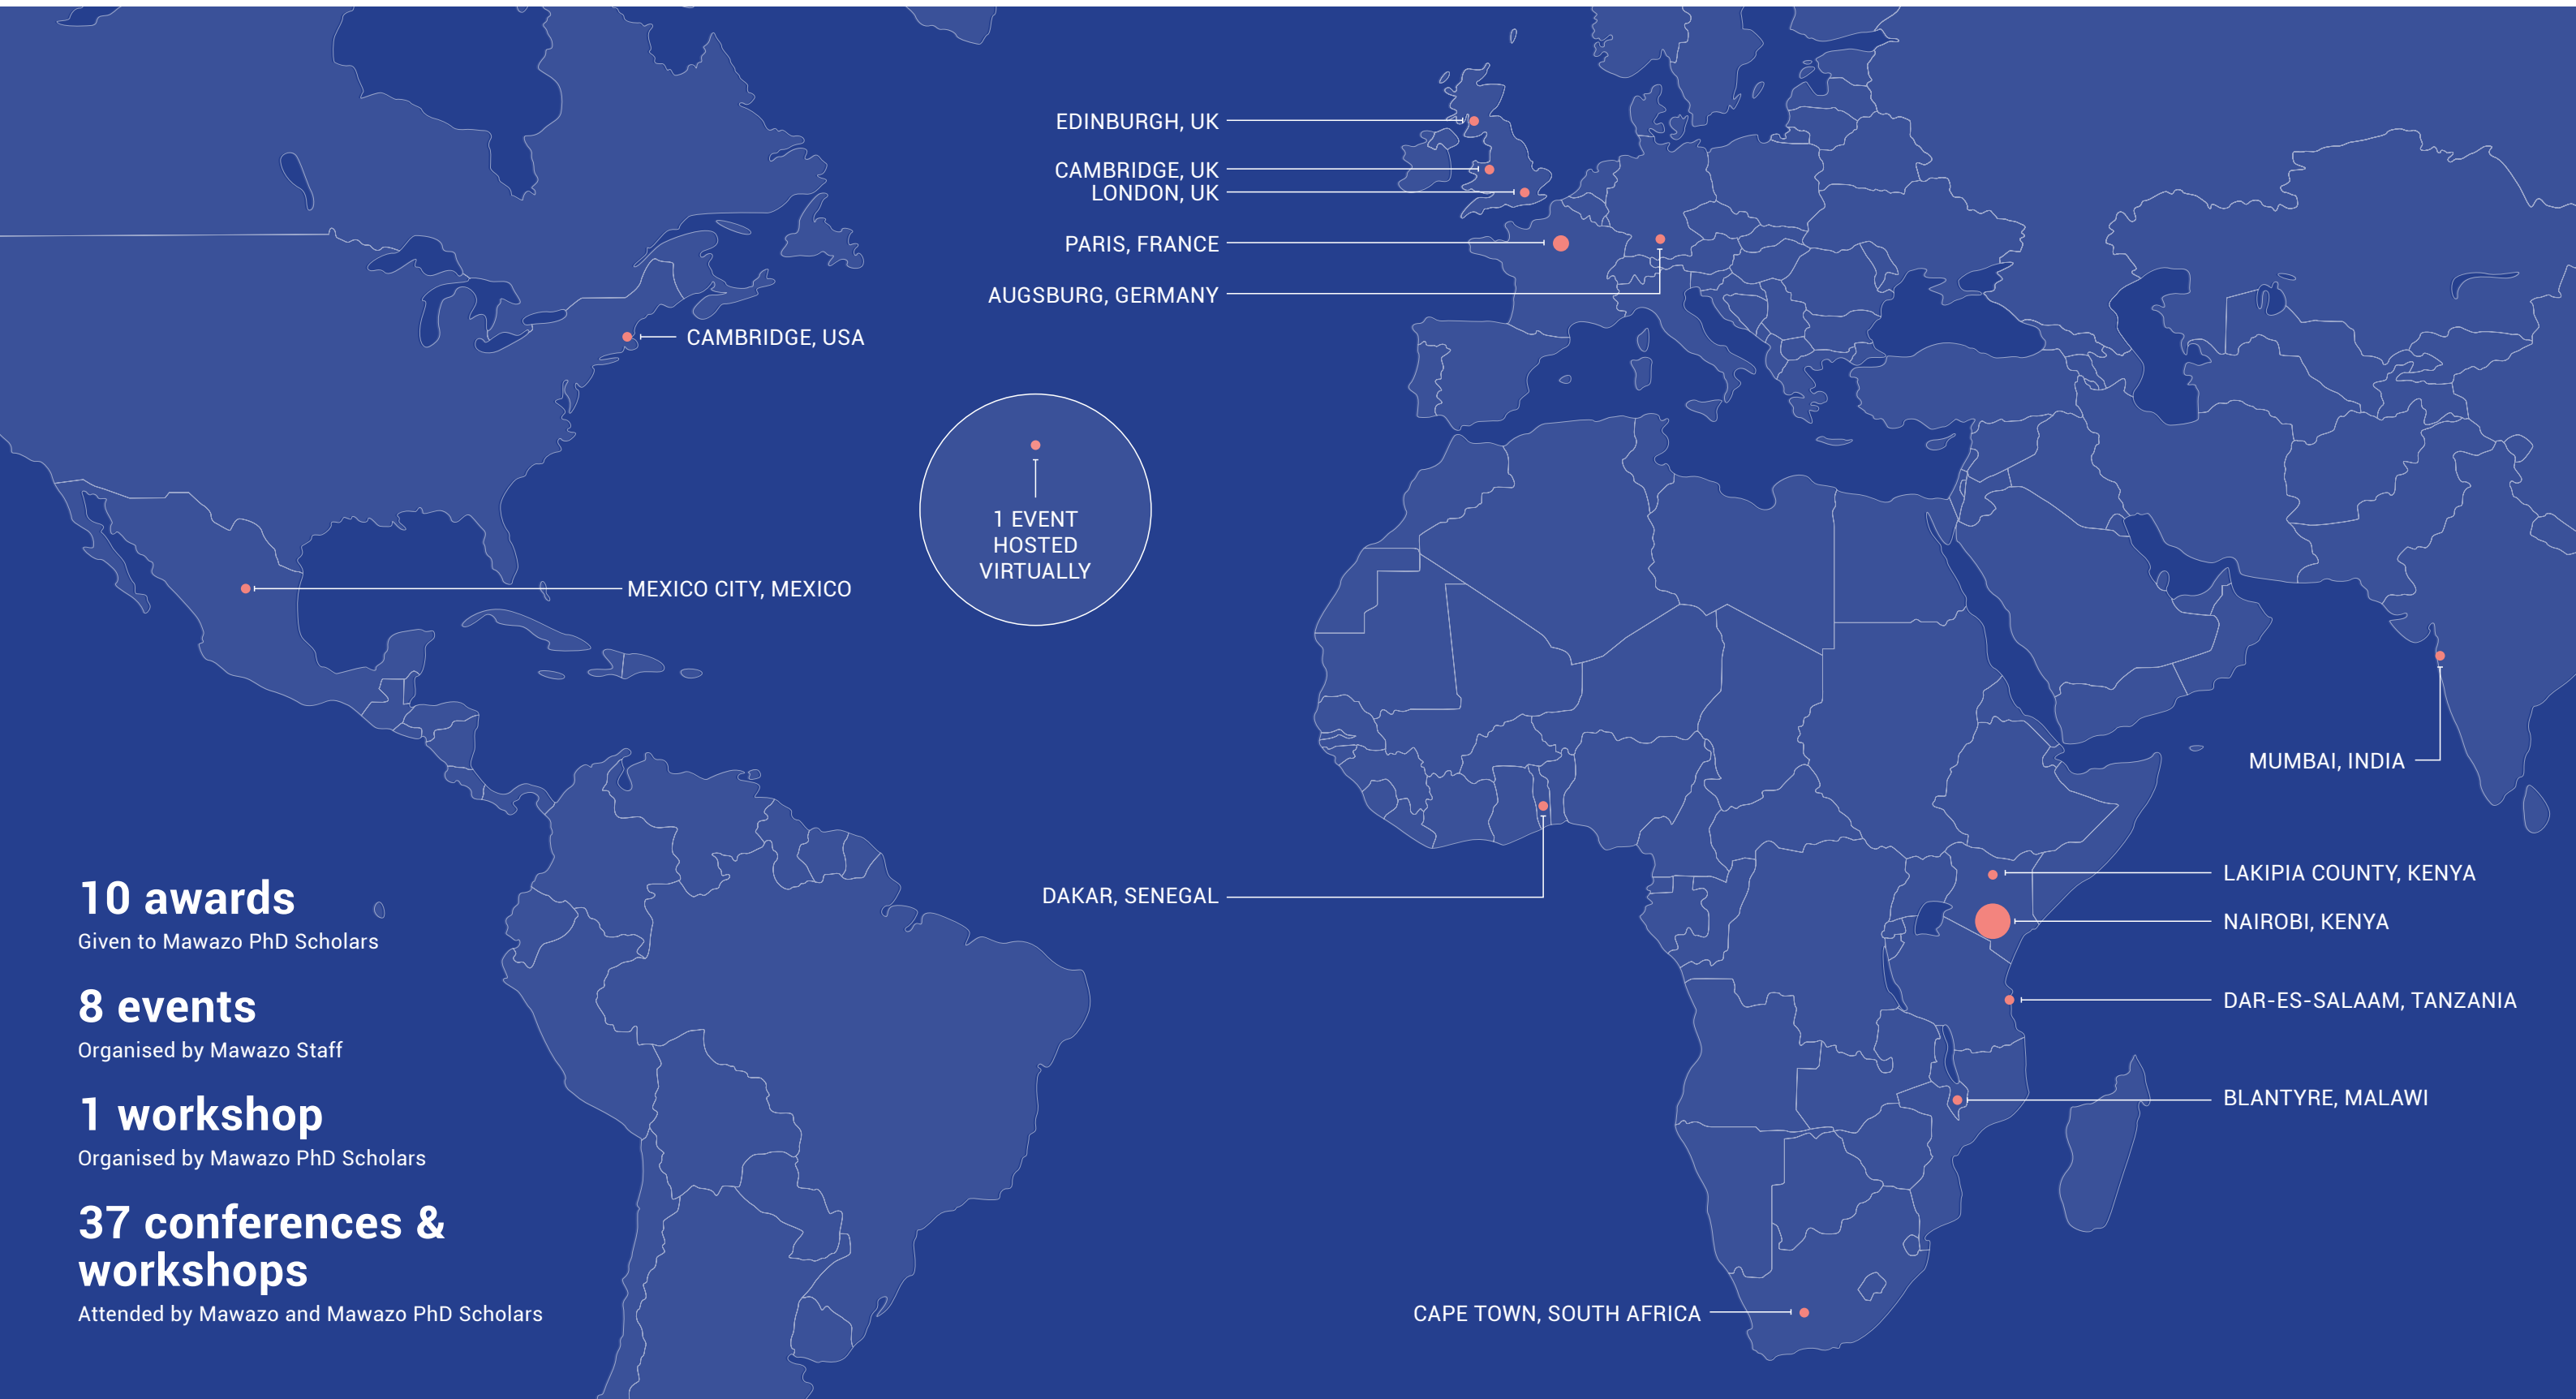 EDINBURGH, UK
CAMBRIDGE, UK
LONDON, UK
PARIS, FRANCE
AUGSBURG, GERMANY
CAMBRIDGE, USA
1 EVENT
HOSTED
VIRTUALLY
MEXICO CITY, MEXICO
MUMBAI, INDIA
DAKAR, SENEGAL
LAKIPIA COUNTY, KENYA
NAIROBI, KENYA
DAR-ES-SALAAM, TANZANIA
BLANTYRE, MALAWI
CAPE TOWN, SOUTH AFRICA
10 awards
Given to Mawazo PhD Scholars
8 events
Organised by Mawazo Staff
1 workshop
Organised by Mawazo PhD Scholars
37 conferences &
workshops
Attended by Mawazo and Mawazo PhD Scholars